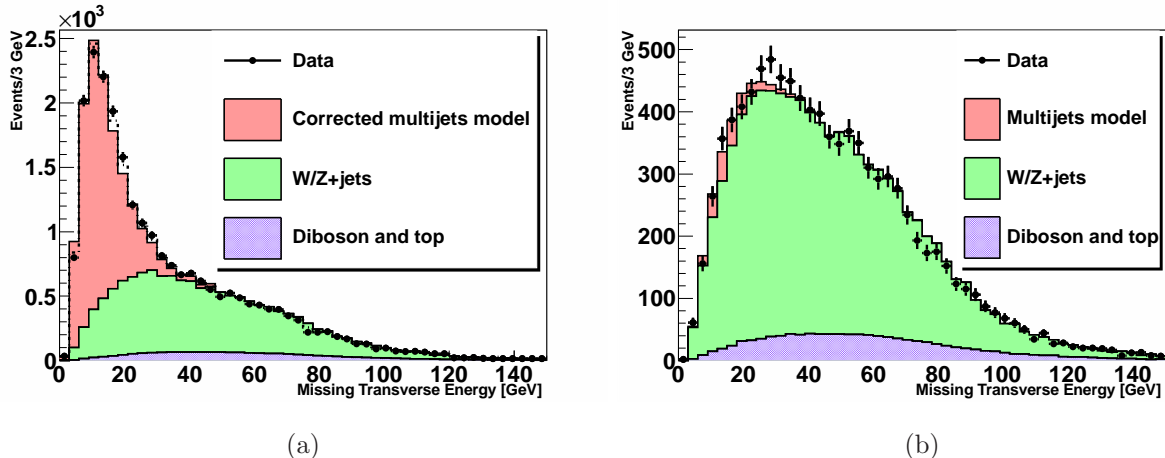 ×10³
Events/3 GeV
2.5
2
1.5
1
0.5
0
Data
Corrected multijets model
W/Z+jets
Diboson and top
0 20 40 60 80 100 120 140
Missing Transverse Energy [GeV]
(a)
Events/3 GeV
500
400
300
200
100
0
Data
Multijets model
W/Z+jets
Diboson and top
0 20 40 60 80 100 120 140
Missing Transverse Energy [GeV]
(b)